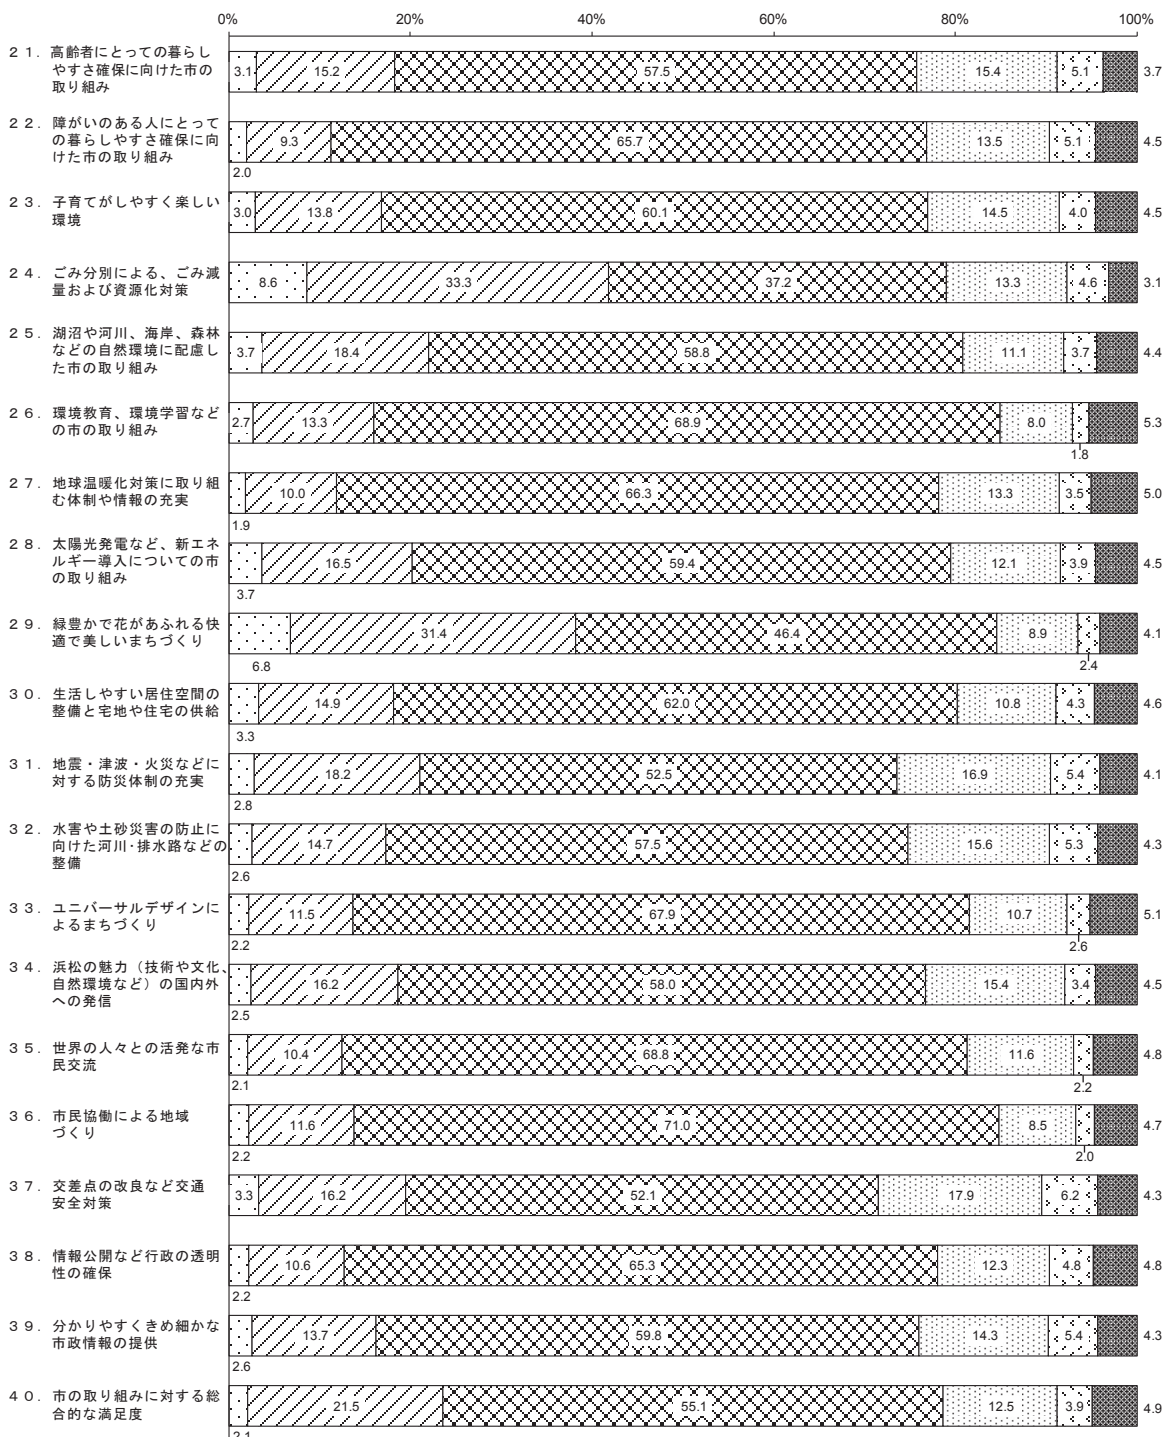 0% 20% 40% 60% 80% 100%
２１．高齢者にとっての暮らし
やすさ確保に向けた市の
取り組み
3.1 15.2 57.5 15.4 5.1 3.7
２２．障がいのある人にとって
の暮らしやすさ確保に向
けた市の取り組み
9.3 65.7 13.5 5.1 4.5
2.0
２３．子育てがしやすく楽しい
環境
3.0 13.8 60.1 14.5 4.0 4.5
２４．ごみ分別による、ごみ減
量および資源化対策
8.6 33.3 37.2 13.3 4.6 3.1
２５．湖沼や河川、海岸、森林
などの自然環境に配慮し
た市の取り組み
3.7 18.4 58.8 11.1 3.7 4.4
２６．環境教育、環境学習など
の市の取り組み
2.7 13.3 68.9 8.0 5.3
1.8
２７．地球温暖化対策に取り組
む体制や情報の充実
10.0 66.3 13.3 3.5 5.0
1.9
２８．太陽光発電など、新エネ
ルギー導入についての市
の取り組み
16.5 59.4 12.1 3.9 4.5
3.7
２９．緑豊かで花があふれる快
適で美しいまちづくり
31.4 46.4 8.9 4.1
6.8 2.4
３０．生活しやすい居住空間の
整備と宅地や住宅の供給
14.9 62.0 10.8 4.3 4.6
3.3
３１．地震・津波・火災などに
対する防災体制の充実
18.2 52.5 16.9 5.4 4.1
2.8
３２．水害や土砂災害の防止に
向けた河川･排水路などの
整備
14.7 57.5 15.6 5.3 4.3
2.6
３３．ユニバーサルデザインに
よるまちづくり
11.5 67.9 10.7 5.1
2.2 2.6
３４．浜松の魅力（技術や文化、
自然環境など）の国内外
への発信
16.2 58.0 15.4 3.4 4.5
2.5
３５．世界の人々との活発な市
民交流
10.4 68.8 11.6 4.8
2.1 2.2
３６．市民協働による地域
づくり
11.6 71.0 8.5 4.7
2.2 2.0
３７．交差点の改良など交通
安全対策
3.3 16.2 52.1 17.9 6.2 4.3
３８．情報公開など行政の透明
性の確保
10.6 65.3 12.3 4.8 4.8
2.2
３９．分かりやすくきめ細かな
市政情報の提供
13.7 59.8 14.3 5.4 4.3
2.6
４０．市の取り組みに対する総
合的な満足度
21.5 55.1 12.5 3.9 4.9
2.1